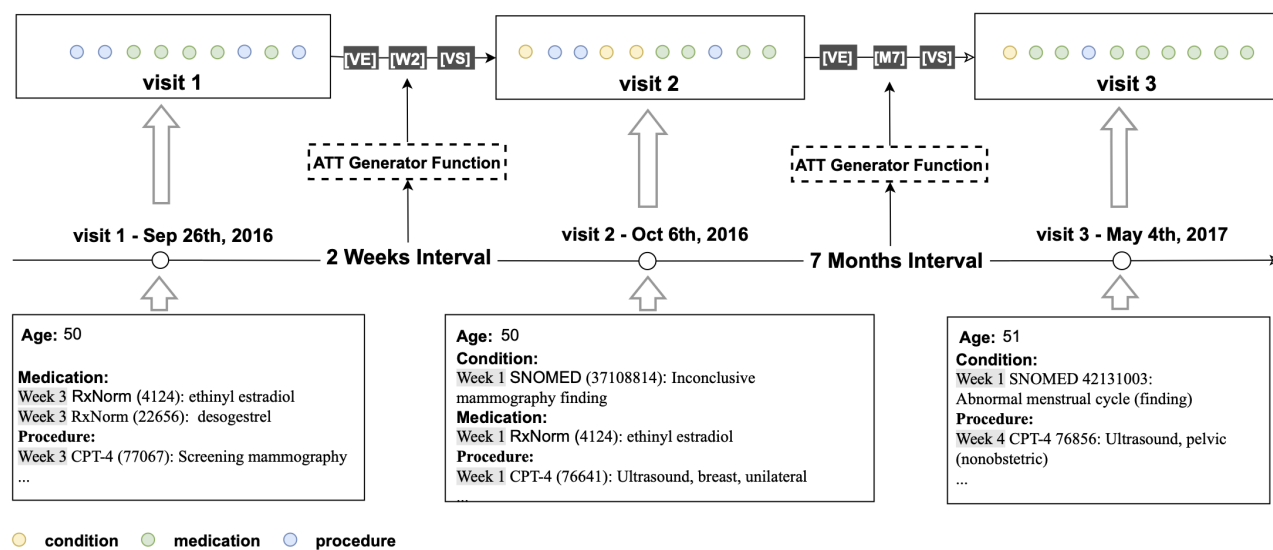 [VE] [W2] [VS]
[VE] [M7] [VS]
visit 1
visit 2
visit 3
ATT Generator Function
ATT Generator Function
visit 1 - Sep 26th, 2016
visit 2 - Oct 6th, 2016
visit 3 - May 4th, 2017
2 Weeks Interval
7 Months Interval
Age: 50
Medication:
Week 3 RxNorm (4124): ethinyl estradiol
Week 3 RxNorm (22656): desogestrel
Procedure:
Week 3 CPT-4 (77067): Screening mammography
...
Age: 50
Condition:
Week 1 SNOMED (37108814): Inconclusive
mammography finding
Medication:
Week 1 RxNorm (4124): ethinyl estradiol
Procedure:
Week 1 CPT-4 (76641): Ultrasound, breast, unilateral
...
Age: 51
Condition:
Week 1 SNOMED 42131003:
Abnormal menstrual cycle (finding)
Procedure:
Week 4 CPT-4 76856: Ultrasound, pelvic
(nonobstetric)
...
condition medication procedure